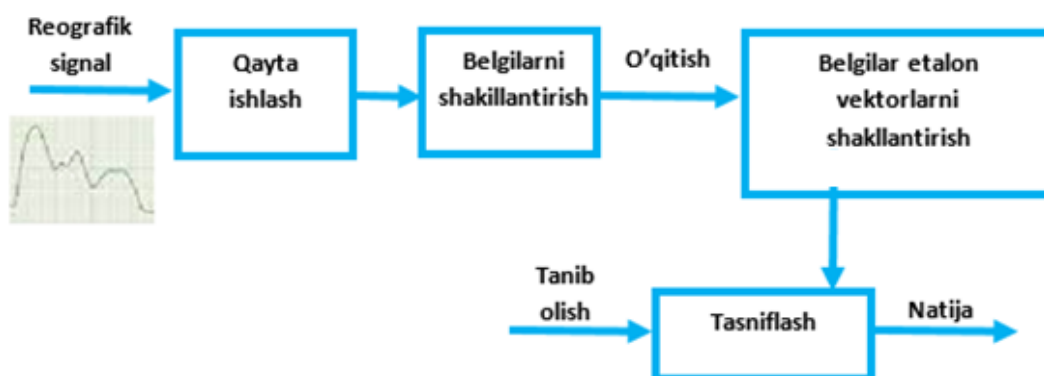 Reografik
signal
Qayta
ishlash
Belgilarni
shakillantirish
O'qitish
Belgilar etalon
vektorlarni
shakllantirish
Tanib
olish
Tasniflash
Natija